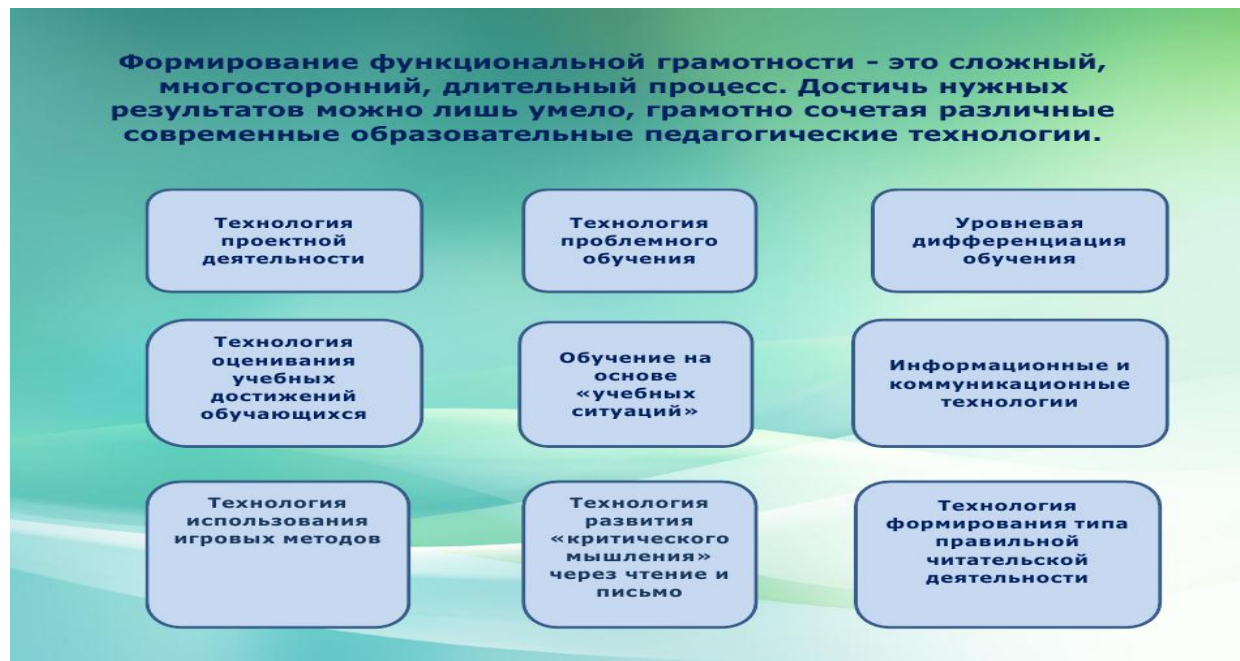 Формирование функциональной грамотности - это сложный,
многосторонний, длительный процесс. Достичь нужных
результатов можно лишь умело, грамотно сочетая различные
современные образовательные педагогические технологии.
Технология
проектной
деятельности
Технология
проблемного
обучения
Уровневая
дифференциация
обучения
Технология
оценивания
учебных
достижений
обучающихся
Обучение на
основе
«учебных
ситуаций»
Информационные и
коммуникационные
технологии
Технология
использования
игровых методов
Технология
развития
«критического
мышления»
через чтение и
письмо
Технология
формирования типа
правильной
читательской
деятельности